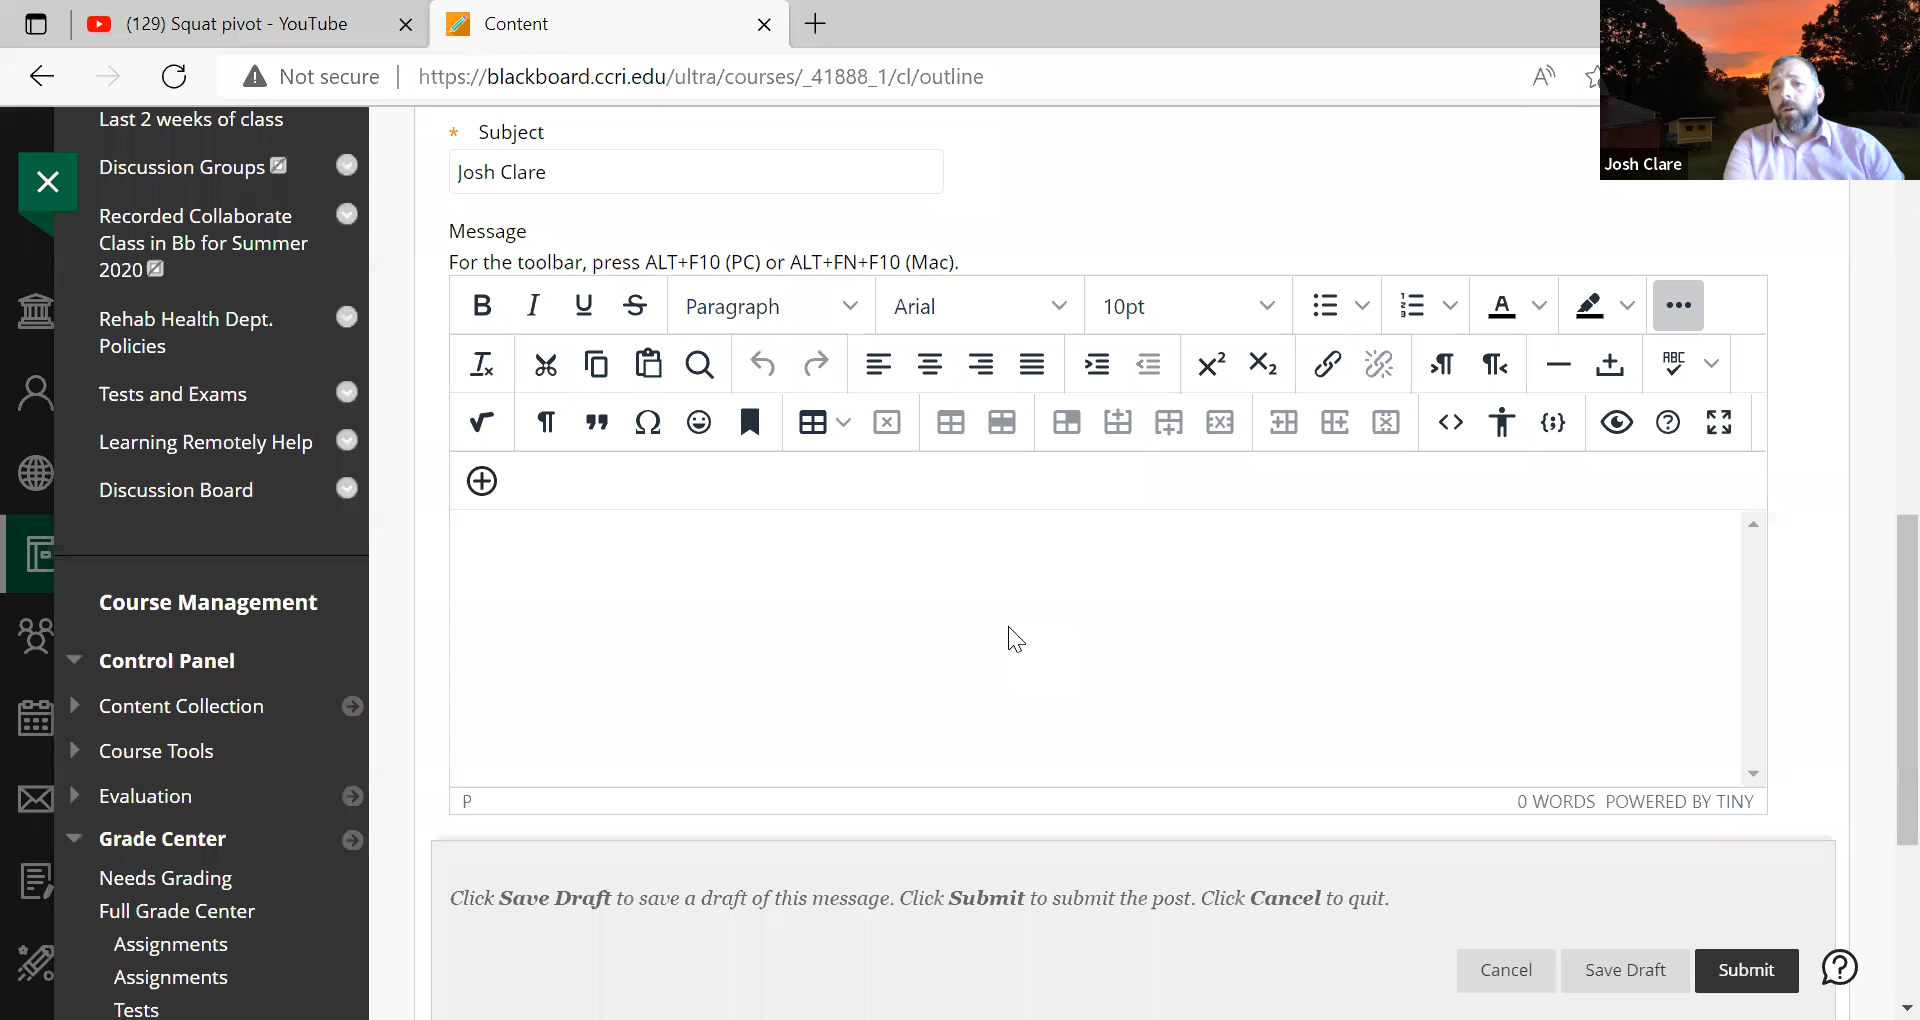 (129) Squat pivot - YouTube
Content
Not secure
https://blackboard.ccri.edu/ultra/courses/_41888_1/cl/outline
A
Josh Clare
Last 2 weeks of class
Discussion Groups
Recorded Collaborate
Class in Bb for Summer
2020
Rehab Health Dept.
Policies
Tests and Exams
Learning Remotely Help
Discussion Board
Course Management
Control Panel
Content Collection
Course Tools
Evaluation
Grade Center
Needs Grading
Full Grade Center
Assignments
Assignments
Tests
* Subject
Josh Clare
Message
For the toolbar, press ALT+F10 (PC) or ALT+FN+F10 (Mac).
B I U S Paragraph Arial 10pt A
ABC
P
0 WORDS POWERED BY TINY
Click Save Draft to save a draft of this message. Click Submit to submit the post. Click Cancel to quit.
Cancel Save Draft Submit